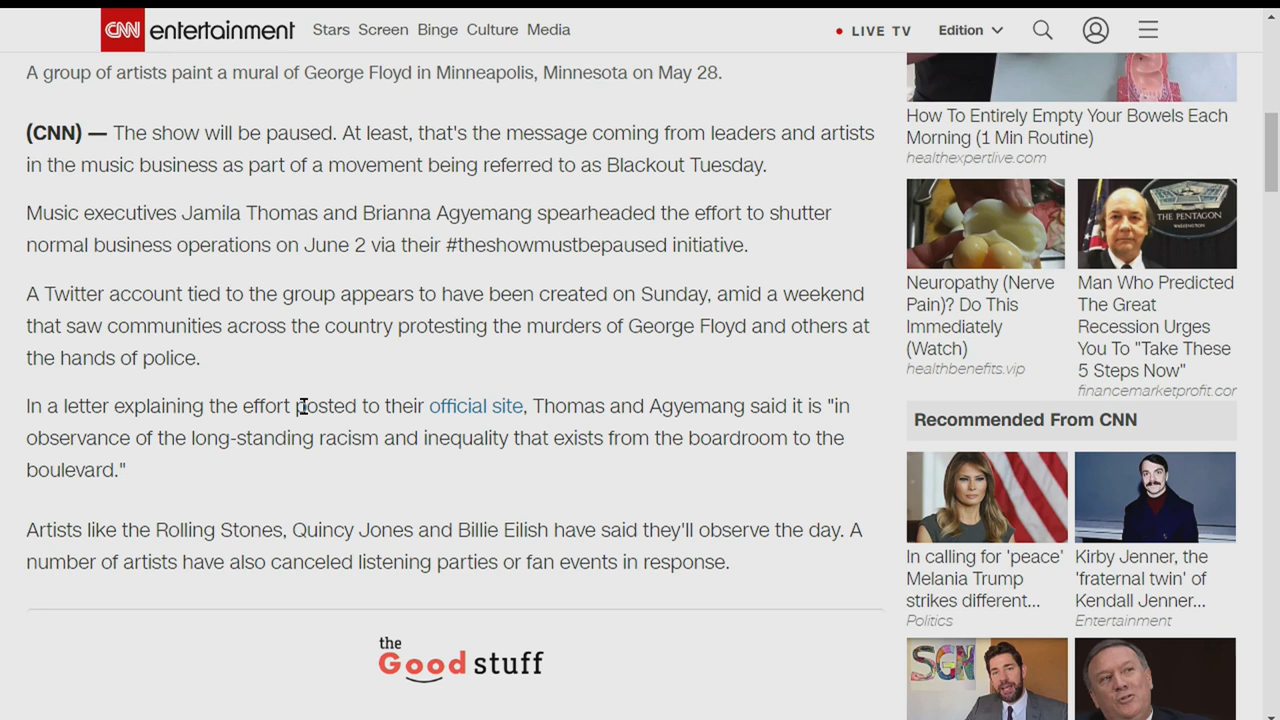 CNN entertainment Stars Screen Binge Culture Media LIVE TV Edition
A group of artists paint a mural of George Floyd in Minneapolis, Minnesota on May 28.
(CNN) — The show will be paused. At least, that's the message coming from leaders and artists
in the music business as part of a movement being referred to as Blackout Tuesday.
Music executives Jamila Thomas and Brianna Agyemang spearheaded the effort to shutter
normal business operations on June 2 via their #theshowmustbepaused initiative.
A Twitter account tied to the group appears to have been created on Sunday, amid a weekend
that saw communities across the country protesting the murders of George Floyd and others at
the hands of police.
In a letter explaining the effort posted to their official site, Thomas and Agyemang said it is "in
observance of the long-standing racism and inequality that exists from the boardroom to the
boulevard."
Artists like the Rolling Stones, Quincy Jones and Billie Eilish have said they'll observe the day. A
number of artists have also canceled listening parties or fan events in response.
the
Good stuff
How To Entirely Empty Your Bowels Each
Morning (1 Min Routine)
healthexpertlive.com
THE PENTAGON
WASHINGTON
Neuropathy (Nerve
Pain)? Do This
Immediately
(Watch)
healthbenefits.vip
Man Who Predicted
The Great
Recession Urges
You To "Take These
5 Steps Now"
financemarketprofit.cor
Recommended From CNN
In calling for 'peace'
Melania Trump
strikes different...
Politics
Kirby Jenner, the
'fraternal twin' of
Kendall Jenner...
Entertainment
SGN